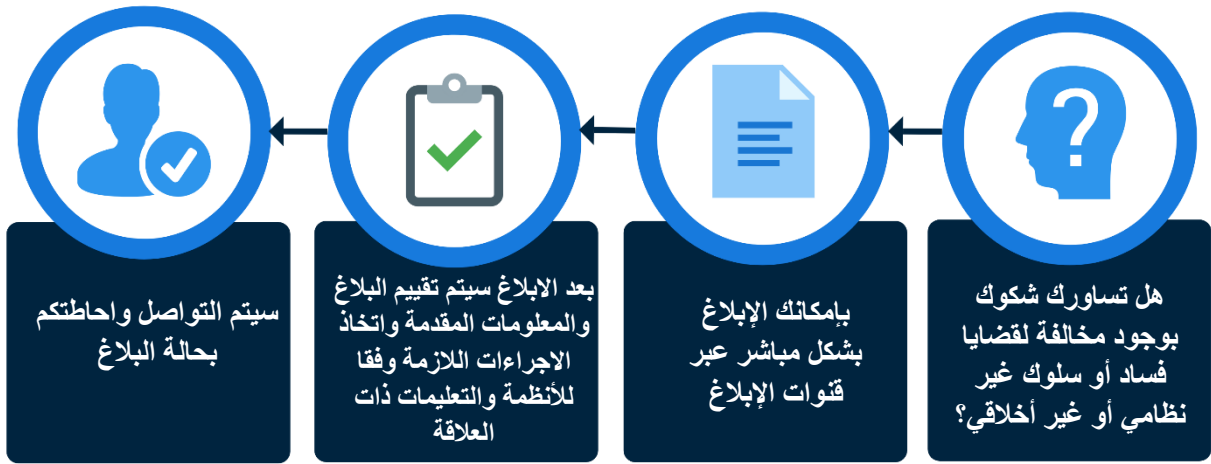 هل تساورك شكوك
بوجود مخالفة لقضايا
فساد أو سلوك غير
نظامي أو غير أخلاقي؟
بإمكانك الإبلاغ
بشكل مباشر عبر
قنوات الإبلاغ
بعد الابلاغ سيتم تقييم البلاغ
والمعلومات المقدمة واتخاذ
الاجراءات اللازمة وفقا
للأنظمة والتعليمات ذات
العلاقة
سيتم التواصل واحاطتكم
بحالة البلاغ